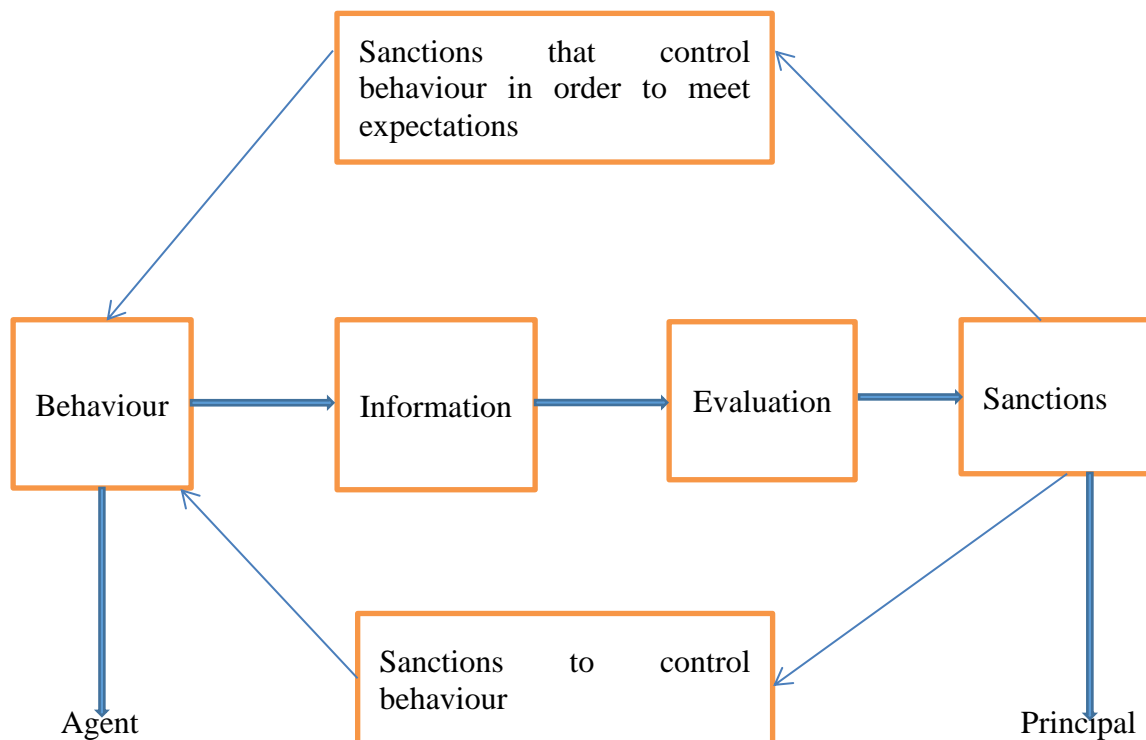 Sanctions that control
behaviour in order to meet
expectations
Behaviour
Information
Evaluation
Sanctions
Sanctions to control
behaviour
Agent
Principal